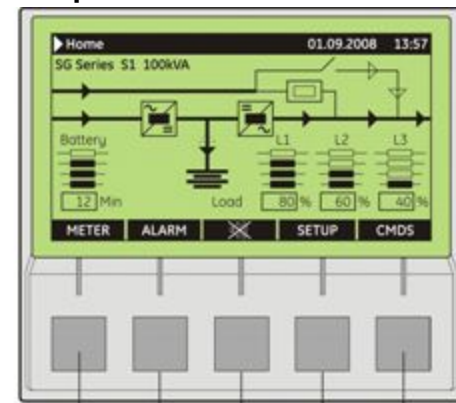 Home 01.09.2008 13:57
SG Series S1 100kVA
Battery L1 L2 L3
12 Min Load 80 % 60 % 40 %
METER ALARM SETUP CMDS